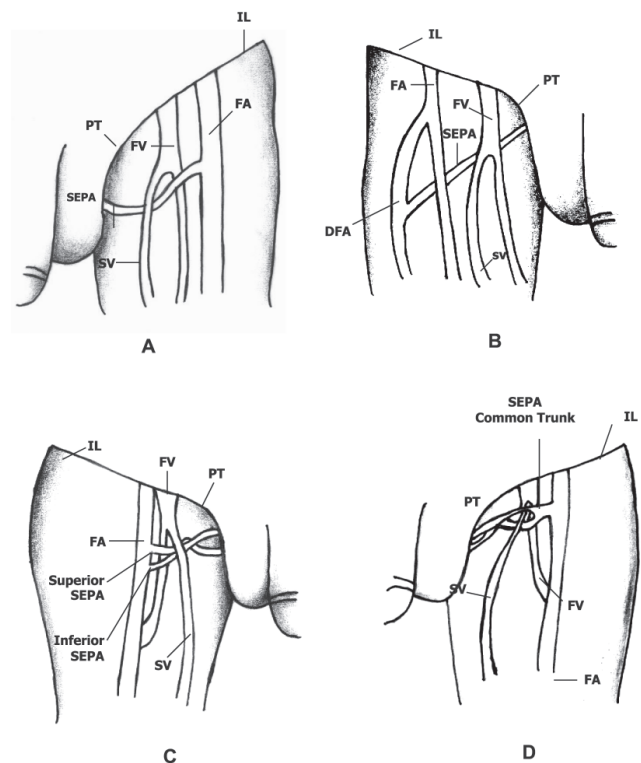 IL
FA
PT
FV
SEPA
SV
A
IL
PT
FA
FV
SEPA
DFA
SV
B
IL
FV
PT
FA
Superior
SEPA
Inferior
SEPA
SV
C
SEPA
Common Trunk
IL
PT
SV
FV
FA
D